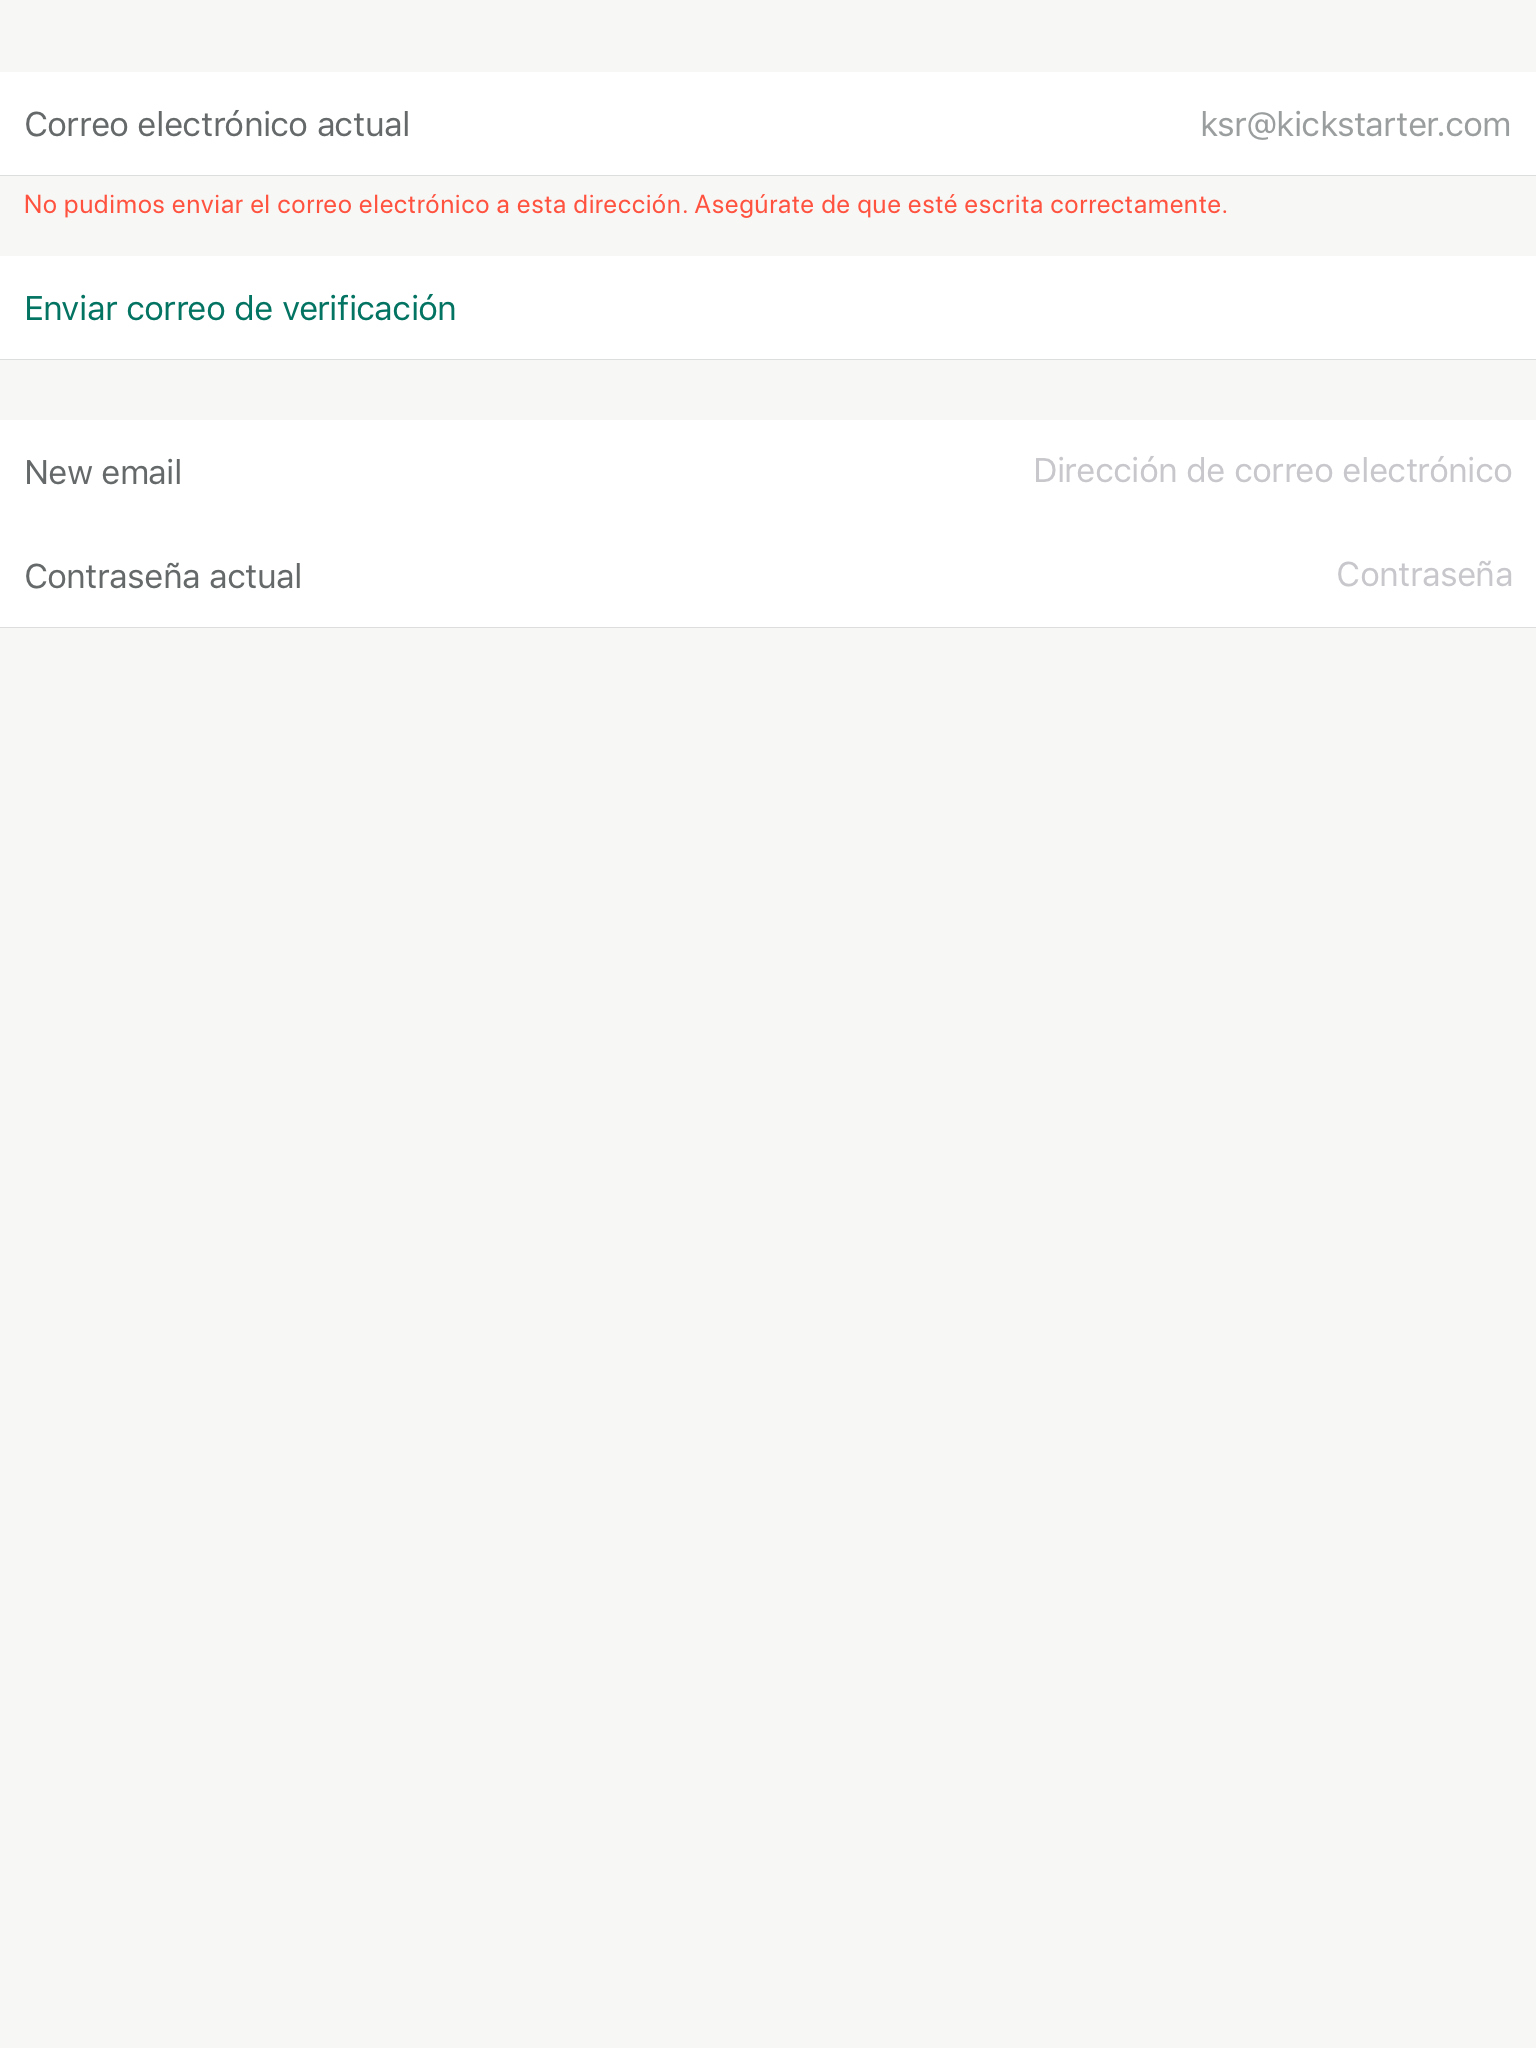 Correo electrónico actual ksr@kickstarter.com
No pudimos enviar el correo electrónico a esta dirección. Asegúrate de que esté escrita correctamente.
Enviar correo de verificación
New email Dirección de correo electrónico
Contraseña actual Contraseña